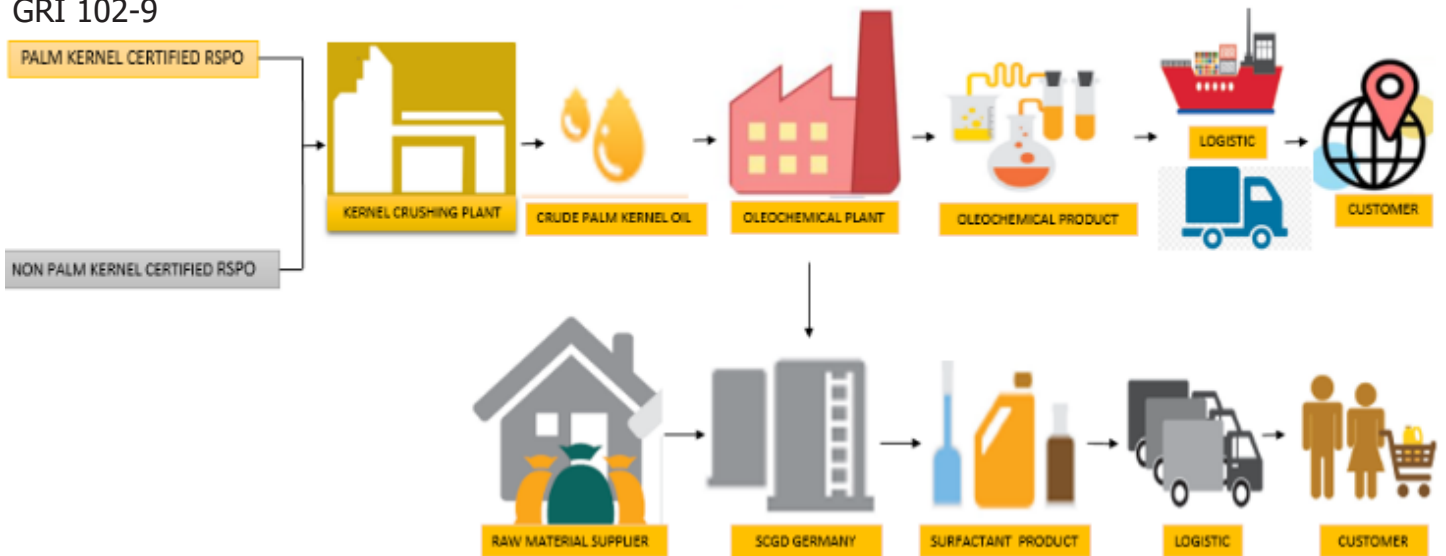 GRI 102-9
PALM KERNEL CERTIFIED RSPO
NON PALM KERNEL CERTIFIED RSPO
KERNEL CRUSHING PLANT
CRUDE PALM KERNEL OIL
OLEOCHEMICAL PLANT
OLEOCHEMICAL PRODUCT
LOGISTIC
CUSTOMER
RAW MATERIAL SUPPLIER
SCGD GERMANY
SURFACTANT PRODUCT
LOGISTIC
CUSTOMER